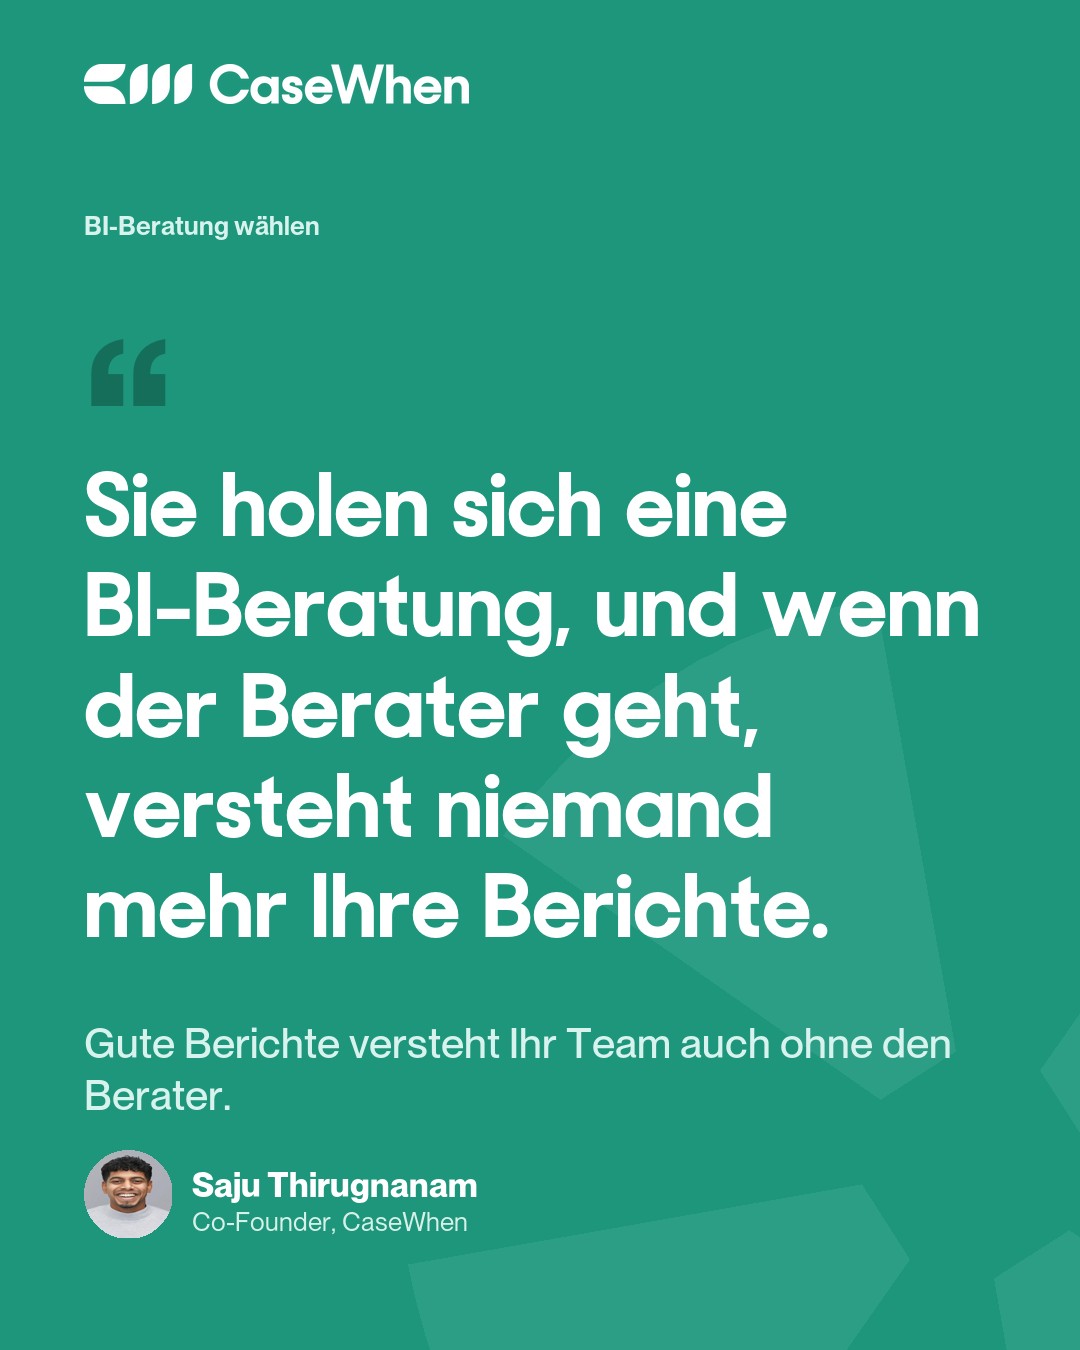 CaseWhen
BI-Beratung wählen
“
Sie holen sich eine
BI-Beratung, und wenn
der Berater geht,
versteht niemand
mehr Ihre Berichte.
Gute Berichte versteht Ihr Team auch ohne den
Berater.
Saju Thirugnanam
Co-Founder, CaseWhen